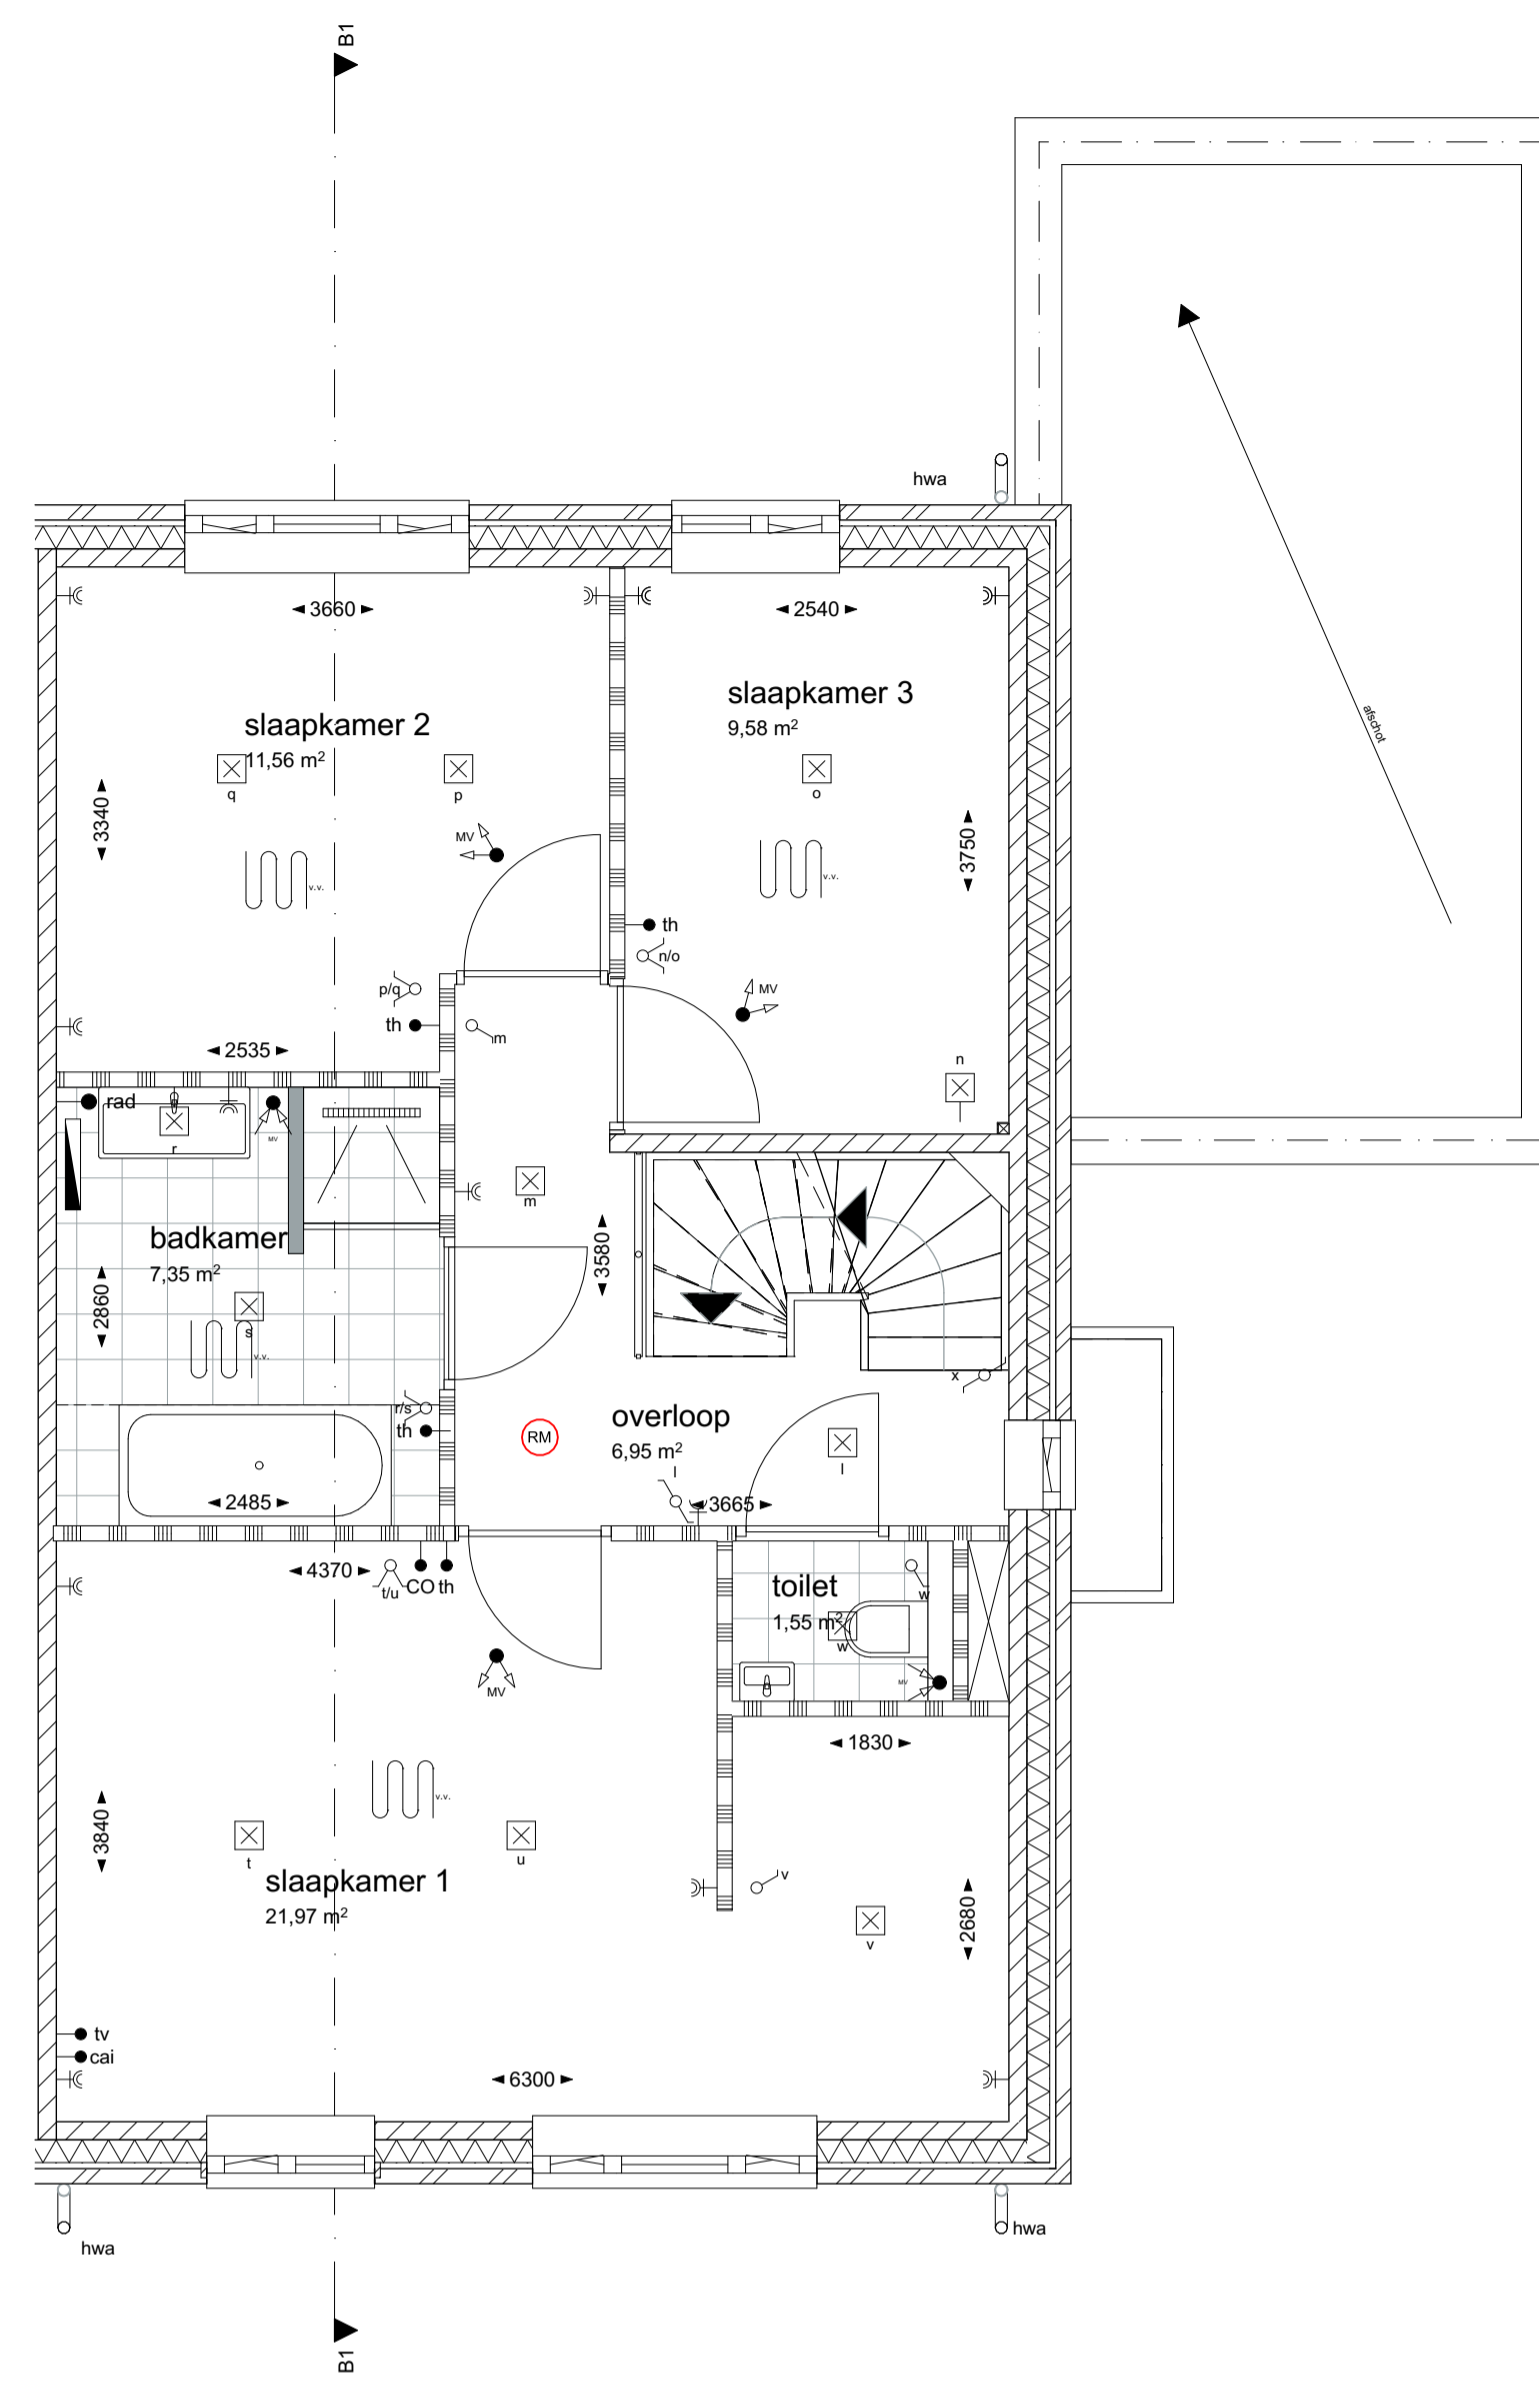 B1
hwa
3660
2540
slaapkamer 2
11,56 m²
slaapkamer 3
9,58 m²
q
p
o
3340
3750
MV
v.v.
v.v.
th
n/o
MV
p/q
th
m
n
2535
rad
r
MV
m
badkamer
7,35 m²
2860
3580
s
v.v.
x
r/s
th
RM
overloop
6,95 m²
l
l
2485
3665
4370
t/u
CO
th
toilet
1,55 m²
w
w
MV
MV
1830
v.v.
3840
t
u
slaapkamer 1
21,97 m²
v
v
2680
tv
cai
6300
hwa
hwa
B1
afschot